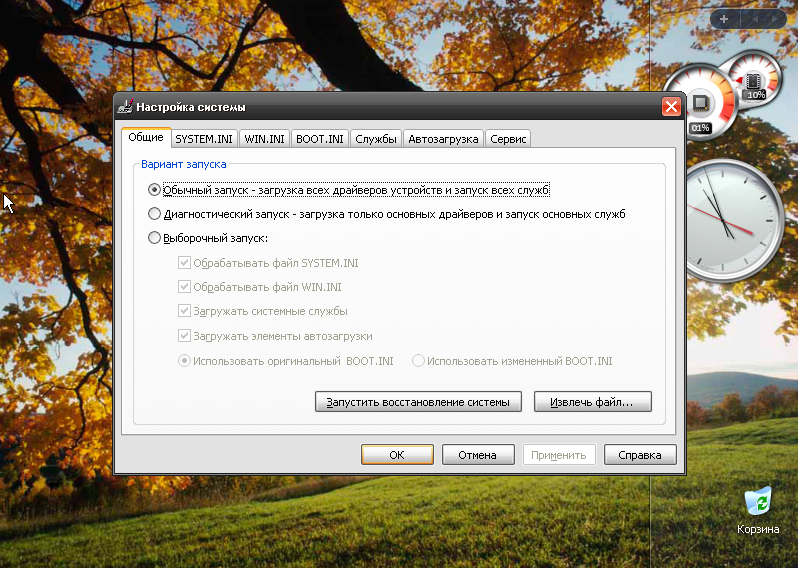 Настройка системы
Общие SYSTEM.INI WIN.INI BOOT.INI Службы Автозагрузка Сервис
Вариант запуска
Обычный запуск - загрузка всех драйверов устройств и запуск всех служб
Диагностический запуск - загрузка только основных драйверов и запуск основных служб
Выборочный запуск:
Обрабатывать файл SYSTEM.INI
Обрабатывать файл WIN.INI
Загружать системные службы
Загружать элементы автозагрузки
Использовать оригинальный BOOT.INI Использовать измененный BOOT.INI
Запустить восстановление системы Извлечь файл...
ОК Отмена Применить Справка
10%
01%
Корзина